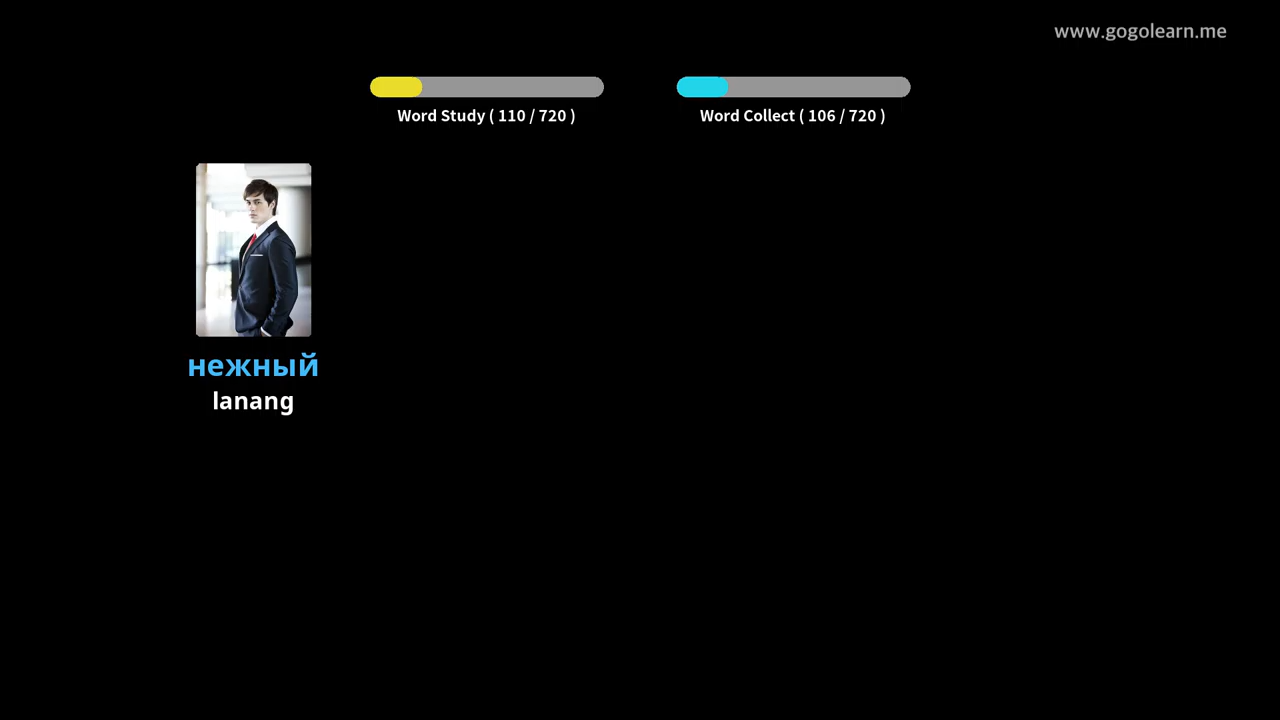 www.gogolearn.me
Word Study ( 110 / 720 )
Word Collect ( 106 / 720 )
нежный
lanang